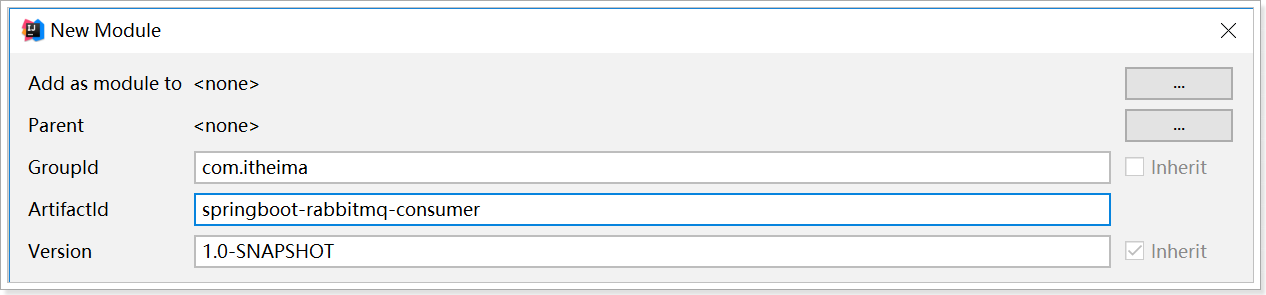 New Module
Add as module to <none> ...
Parent <none> ...
GroupId com.itheima Inherit
ArtifactId springboot-rabbitmq-consumer
Version 1.0-SNAPSHOT Inherit